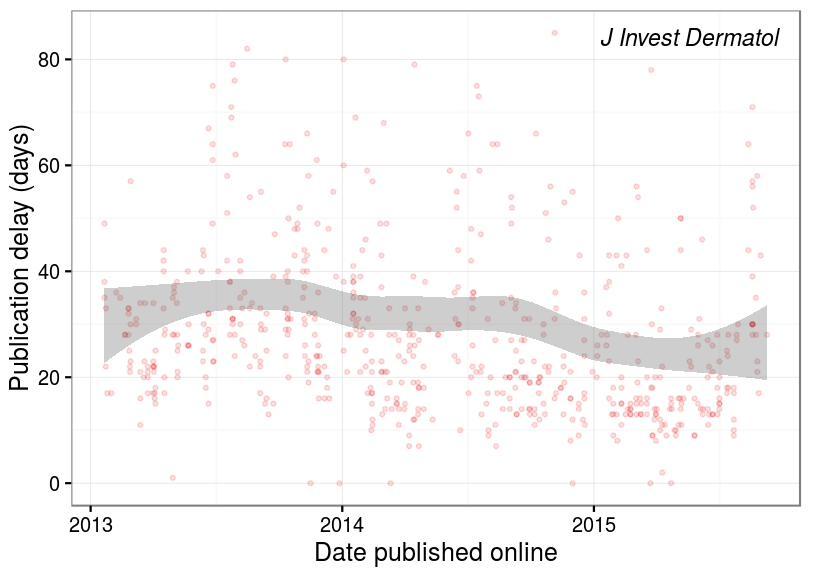 J Invest Dermatol
Publication delay (days)
80
60
40
20
0
2013 2014 2015
Date published online